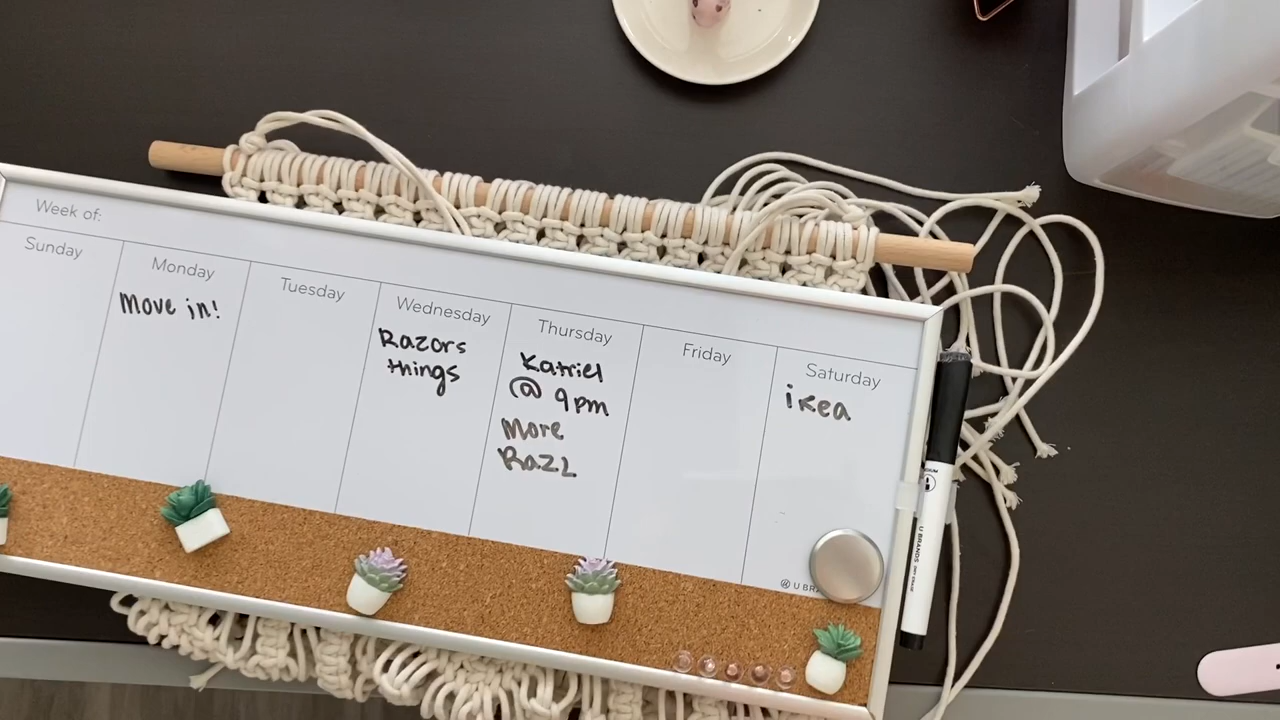 Week of:
Sunday
Monday
Move in!
Tuesday
Wednesday
Razors
things
Thursday
Katriel
@ 9pm
More
Razz
Friday
Saturday
ikea
U BRANDS
U